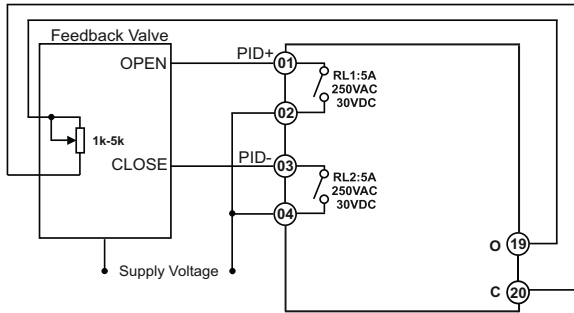 Feedback Valve
OPEN
PID+
01
RL1:5A
250VAC
30VDC
02
1k-5k
CLOSE
PID-
03
RL2:5A
250VAC
30VDC
04
Supply Voltage
O 19
C 20